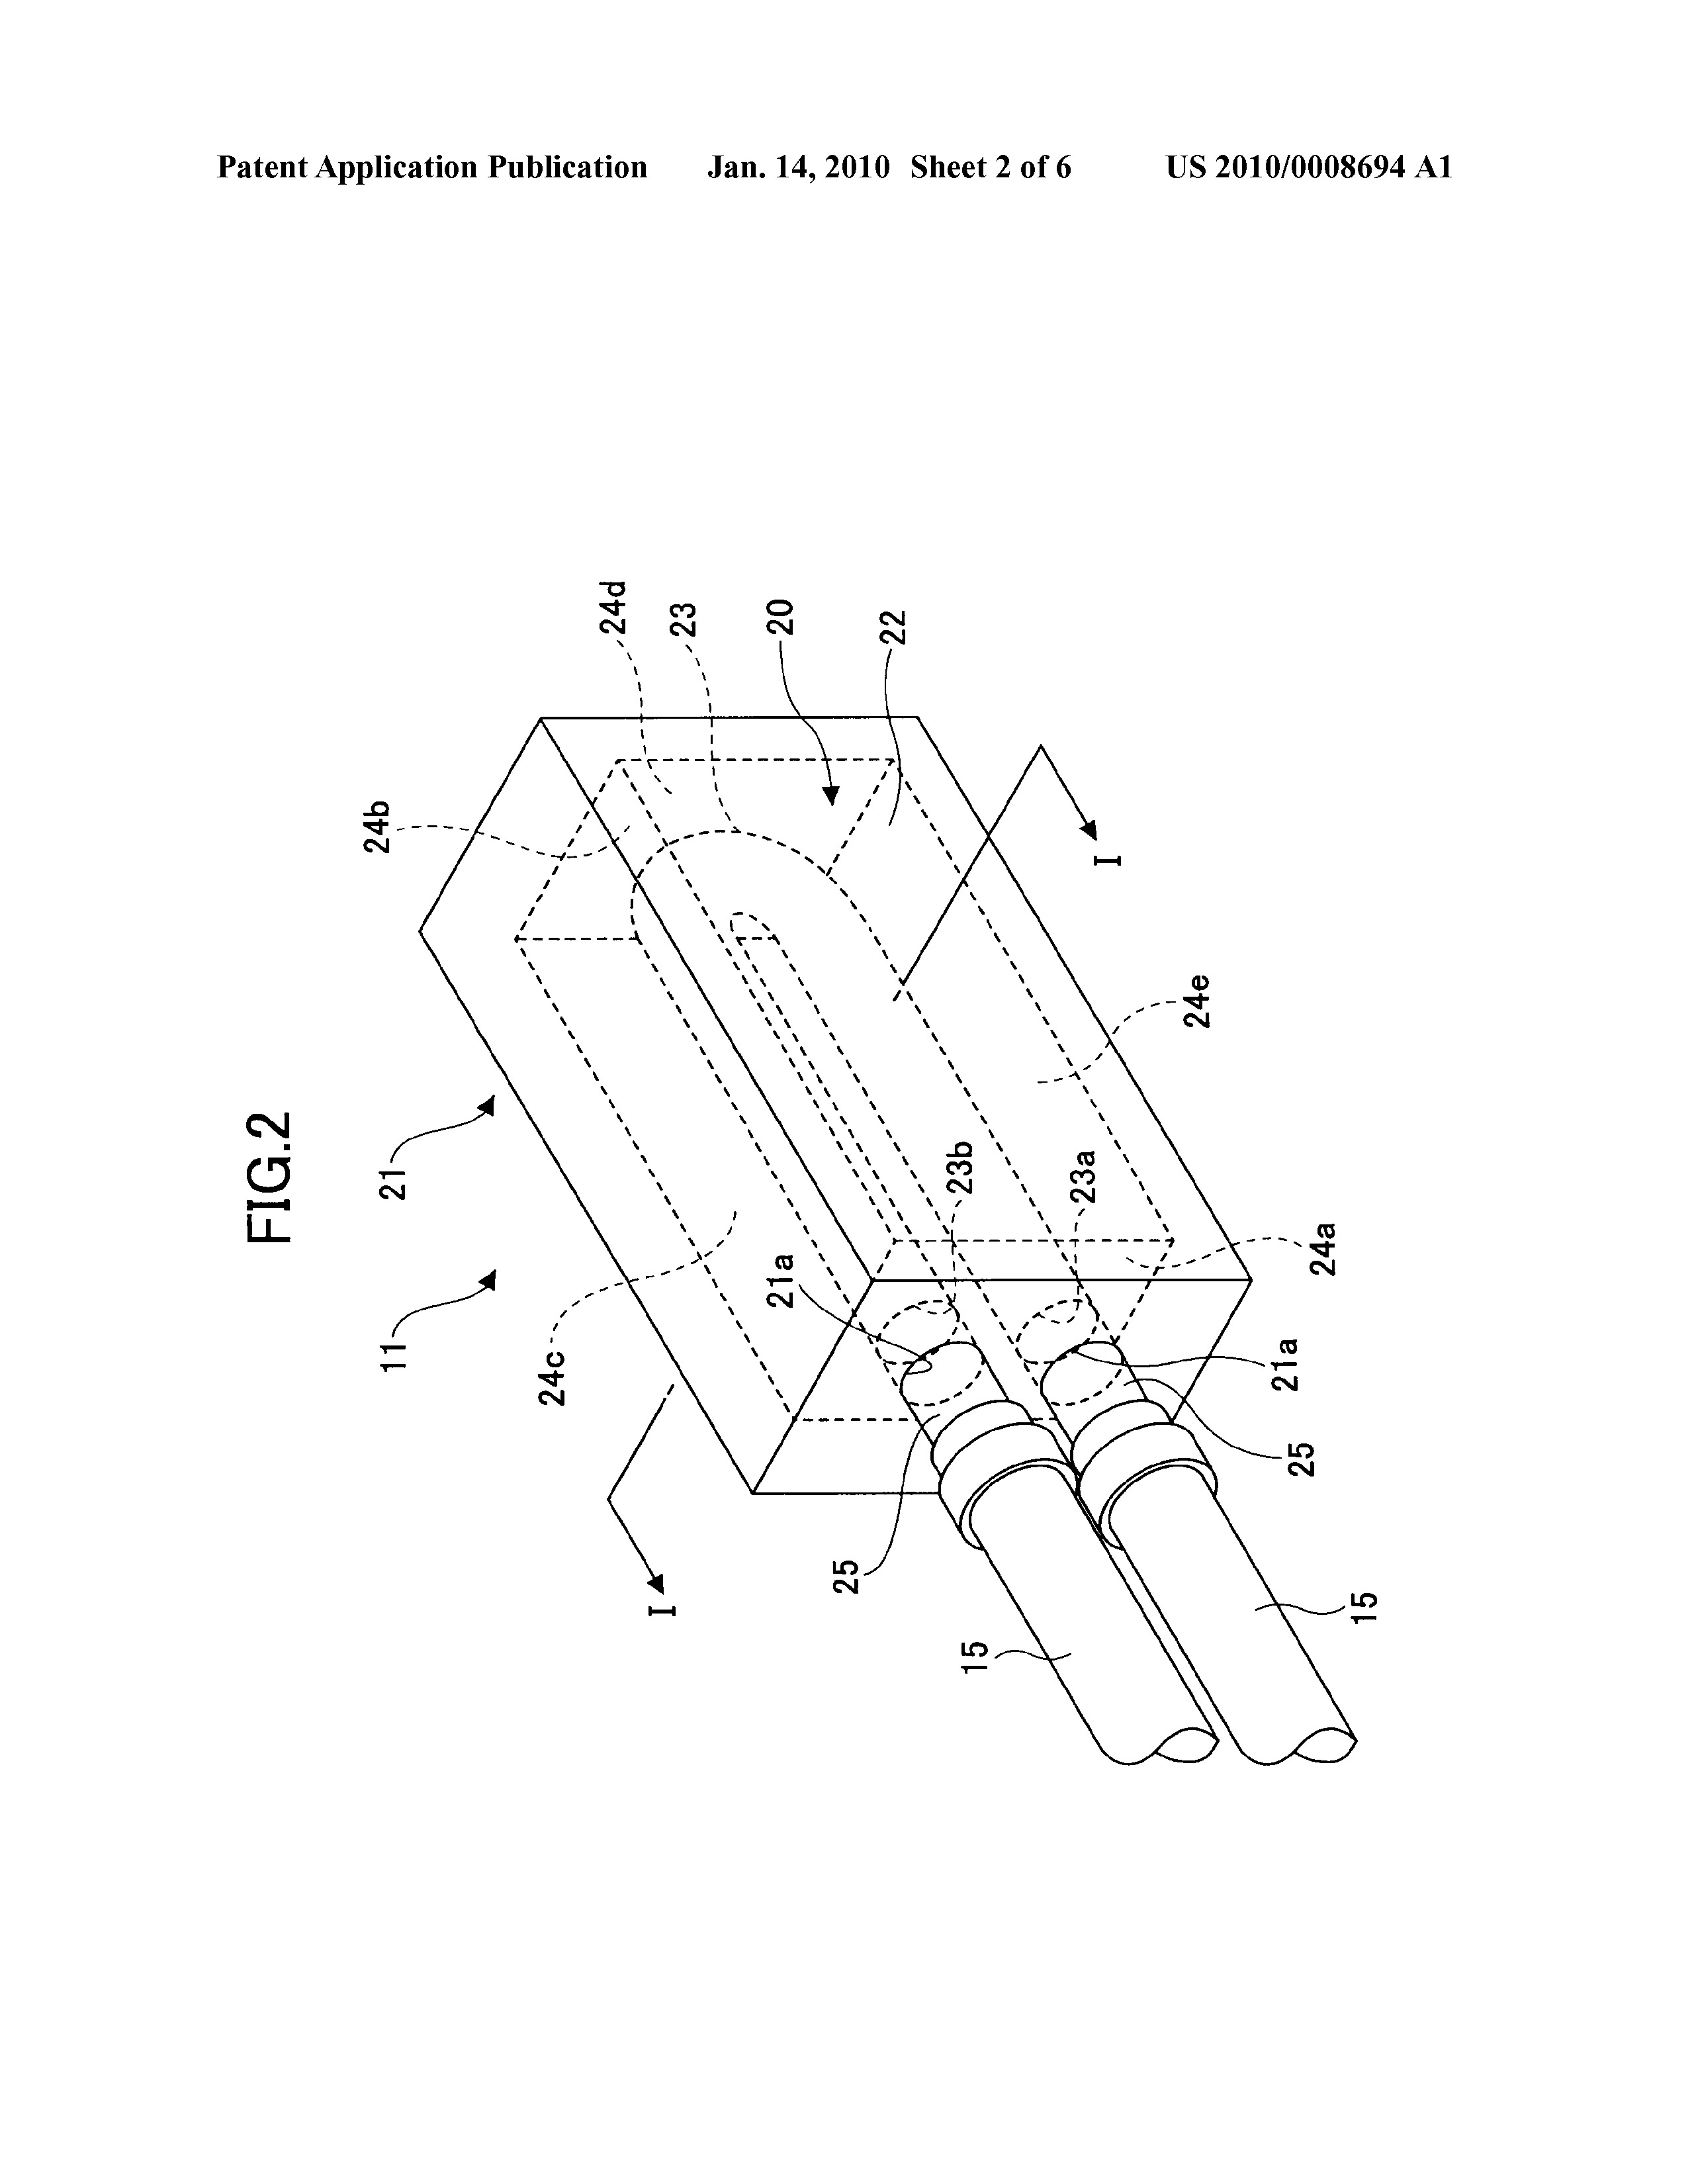 Patent Application Publication Jan. 14, 2010 Sheet 2 of 6 US 2010/0008694 A1
FIG.2
11
21
24b
24d
23
20
22
I
24c
21a
23b
23a
24e
24a
I
25
21a
25
15
15